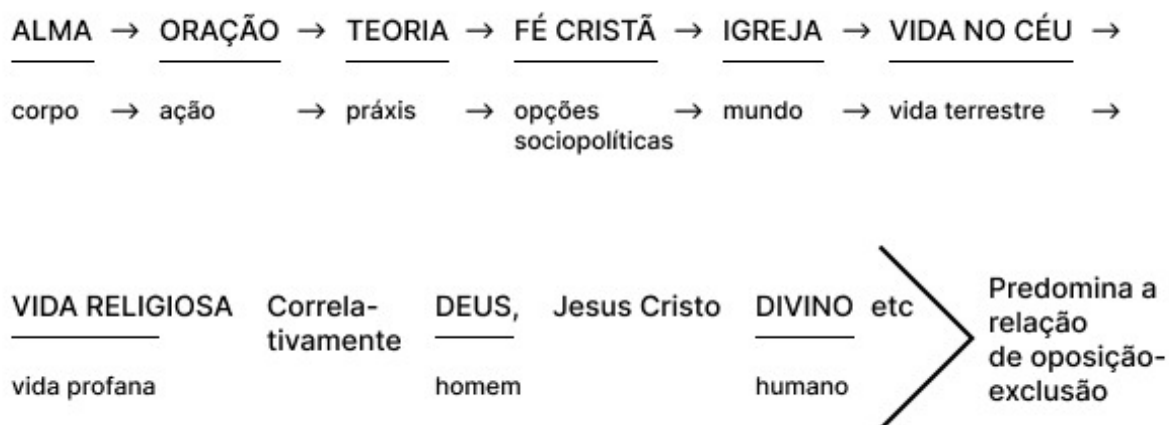 ALMA → ORAÇÃO → TEORIA → FÉ CRISTÃ → IGREJA → VIDA NO CÉU →
corpo → ação → práxis → opções → mundo → vida terrestre →
sociopolíticas
VIDA RELIGIOSA Correla- DEUS, Jesus Cristo DIVINO etc
tivamente
vida profana homem humano
Predomina a
relação
de oposição-
exclusão